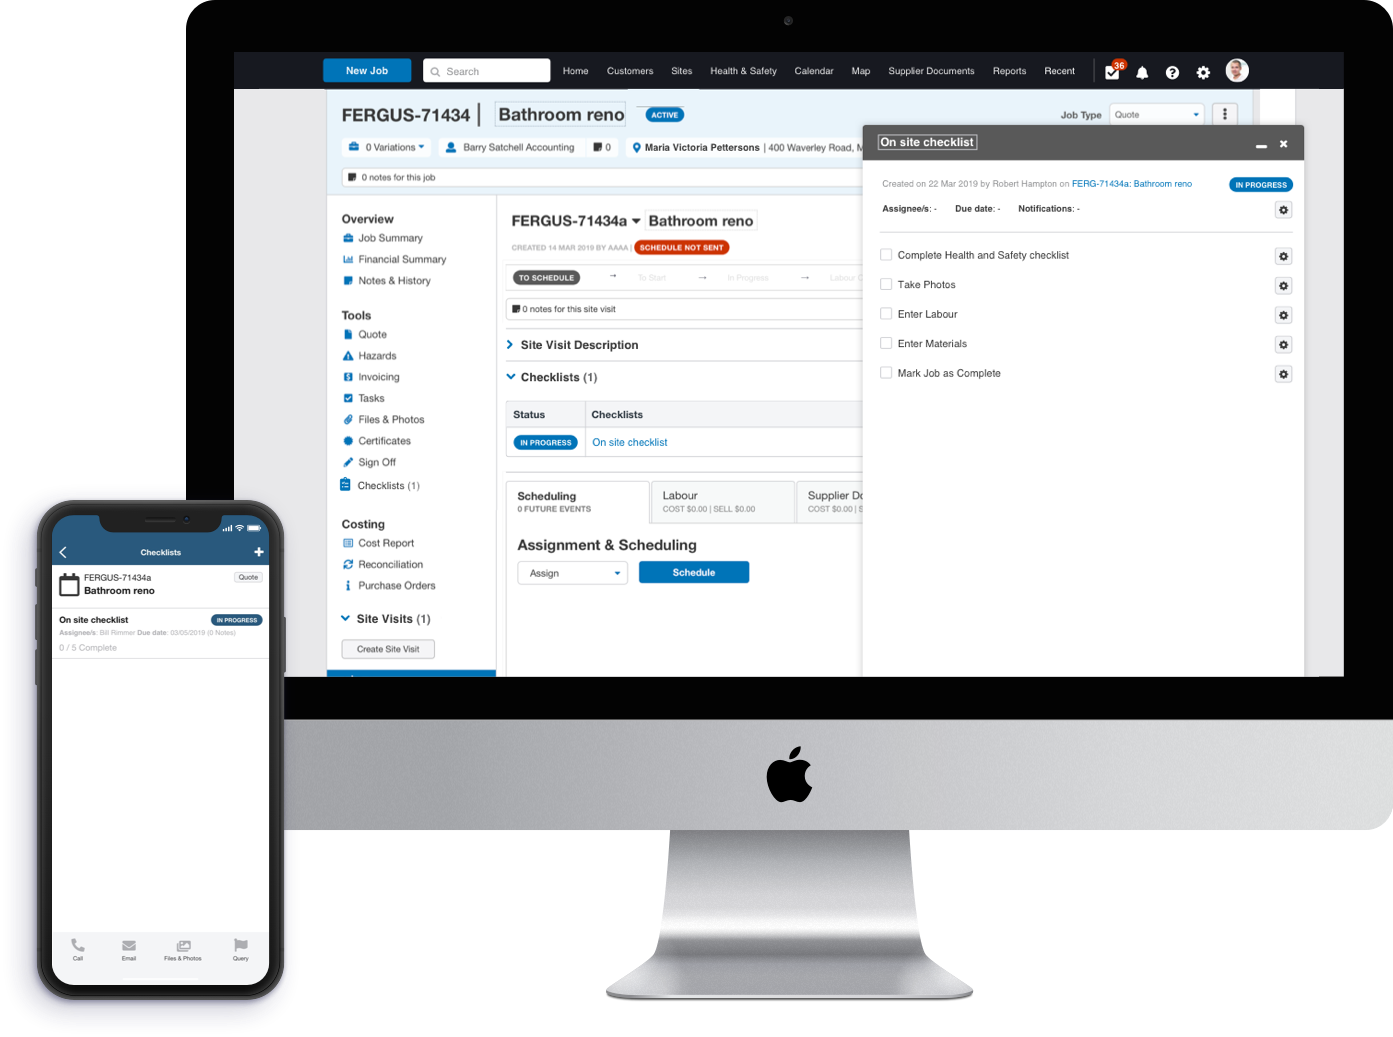 New Job
Search
Home
Customers
Sites
Health & Safety
Calendar
Map
Supplier Documents
Reports
Recent
36
FERGUS-71434 | Bathroom reno
ACTIVE
Job Type
Quote
0 Variations
Barry Satchell Accounting
0
Maria Victoria Pettersons | 400 Waverley Road, M
0 notes for this job
Overview
Job Summary
Financial Summary
Notes & History
Tools
Quote
Hazards
Invoicing
Tasks
Files & Photos
Certificates
Sign Off
Checklists (1)
Costing
Cost Report
Reconciliation
Purchase Orders
Site Visits (1)
Create Site Visit
FERGUS-71434a Bathroom reno
CREATED 14 MAR 2019 BY AAAA |
SCHEDULE NOT SENT
TO SCHEDULE → To Start → In Progress → Labour C
0 notes for this site visit
Site Visit Description
Checklists (1)
Status Checklists
IN PROGRESS On site checklist
Scheduling
0 FUTURE EVENTS
Labour
COST $0.00 | SELL $0.00
Supplier Do
COST $0.00 | S
Assignment & Scheduling
Assign
Schedule
On site checklist
Created on 22 Mar 2019 by Robert Hampton on FERG-71434a: Bathroom reno
IN PROGRESS
Assignee/s: - Due date: - Notifications: -
Complete Health and Safety checklist
Take Photos
Enter Labour
Enter Materials
Mark Job as Complete
Checklists
FERGUS-71434a
Quote
Bathroom reno
On site checklist
IN PROGRESS
Assignee/s: Bill Rimmer Due date: 03/05/2019 (0 Notes)
0 / 5 Complete
Call
Email
Files & Photos
Query